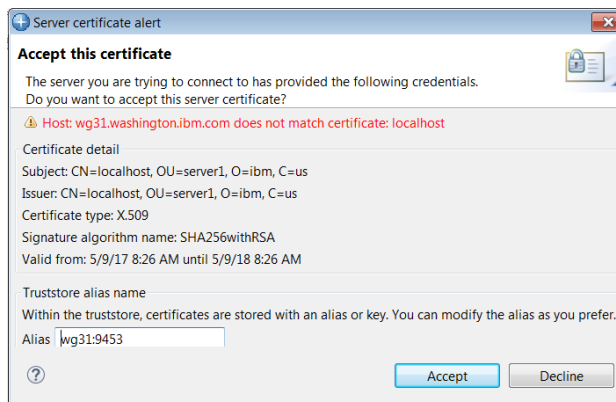 Server certificate alert
Accept this certificate
The server you are trying to connect to has provided the following credentials.
Do you want to accept this server certificate?
Host: wg31.washington.ibm.com does not match certificate: localhost
Certificate detail
Subject: CN=localhost, OU=server1, O=ibm, C=us
Issuer: CN=localhost, OU=server1, O=ibm, C=us
Certificate type: X.509
Signature algorithm name: SHA256withRSA
Valid from: 5/9/17 8:26 AM until 5/9/18 8:26 AM
Truststore alias name
Within the truststore, certificates are stored with an alias or key. You can modify the alias as you prefer.
Alias wg31:9453
Accept Decline